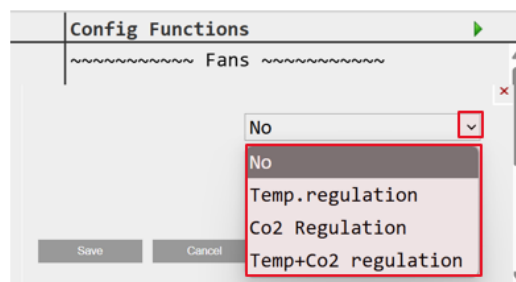 Config Functions
~~~~~~~~~~~ Fans ~~~~~~~~~~~
No
No
Temp.regulation
Co2 Regulation
Save Cancel
Temp+Co2 regulation